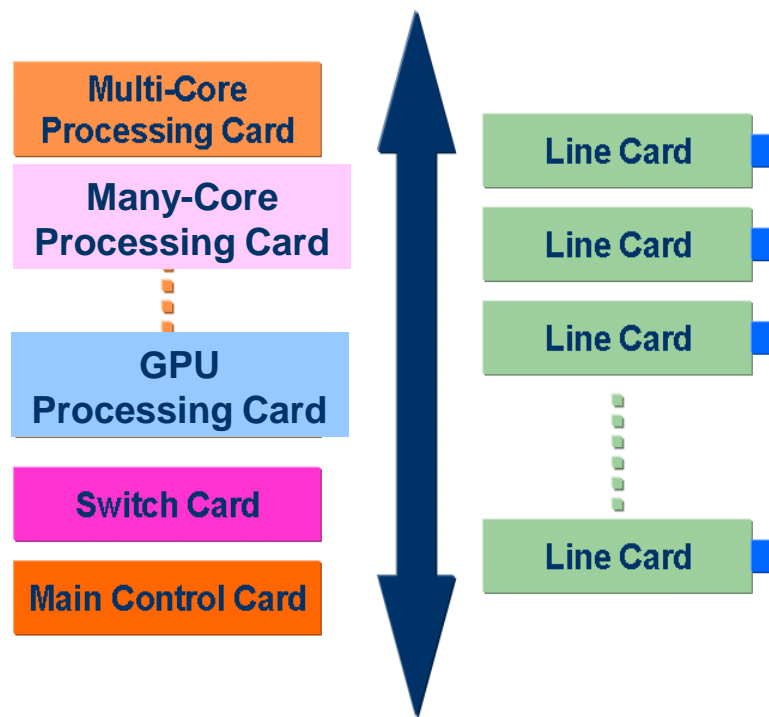 Multi-Core
Processing Card
Many-Core
Processing Card
GPU
Processing Card
Switch Card
Main Control Card
Line Card
Line Card
Line Card
Line Card